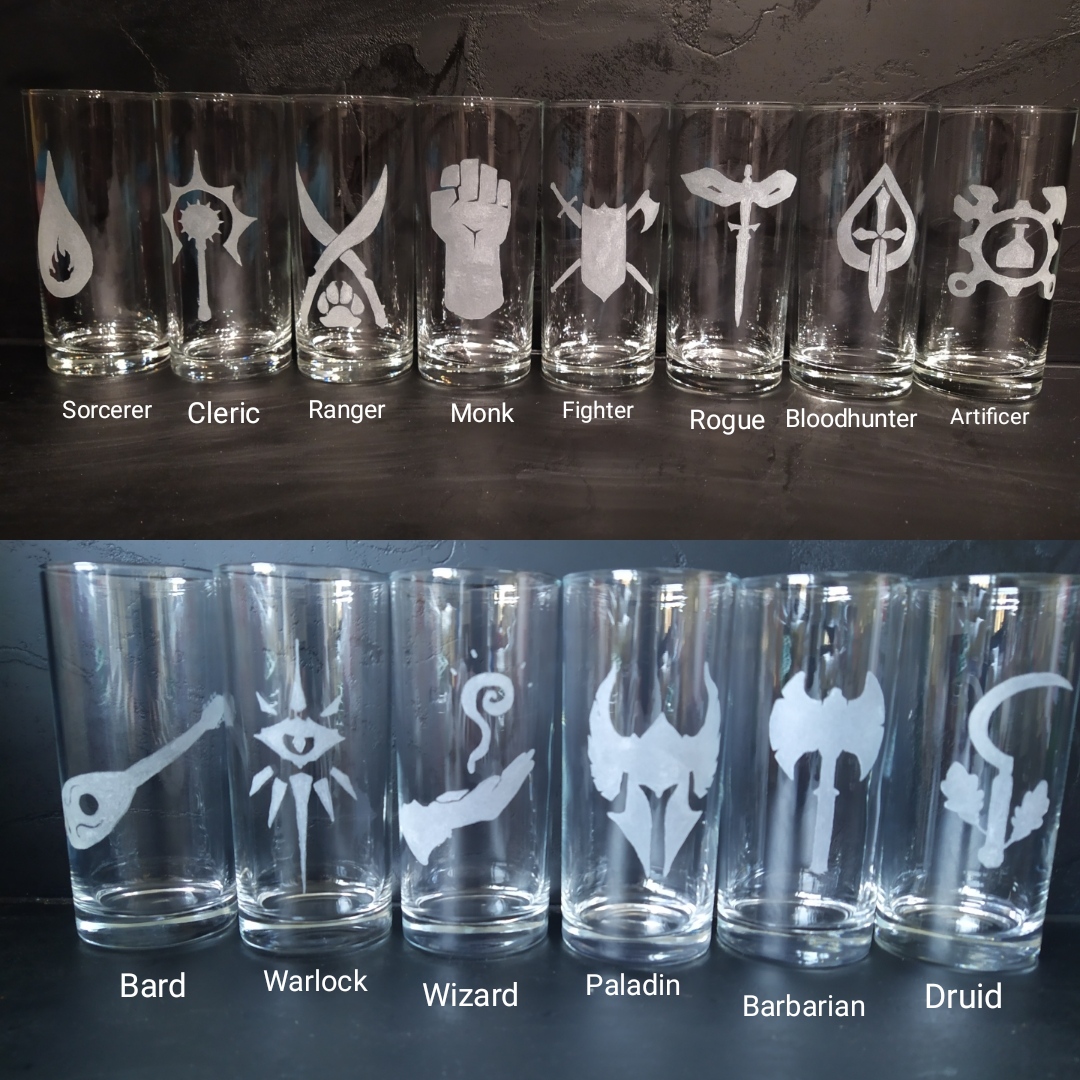 Sorcerer
Cleric
Ranger
Monk
Fighter
Rogue
Bloodhunter
Artificer
Bard
Warlock
Wizard
Paladin
Barbarian
Druid